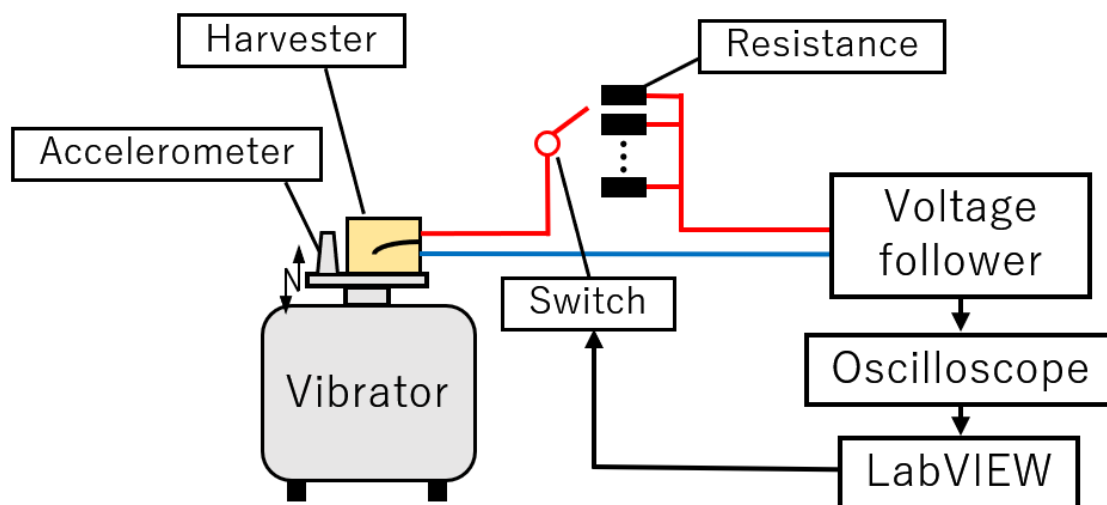 Harvester
Resistance
Accelerometer
Voltage
follower
Switch
Vibrator
Oscilloscope
LabVIEW